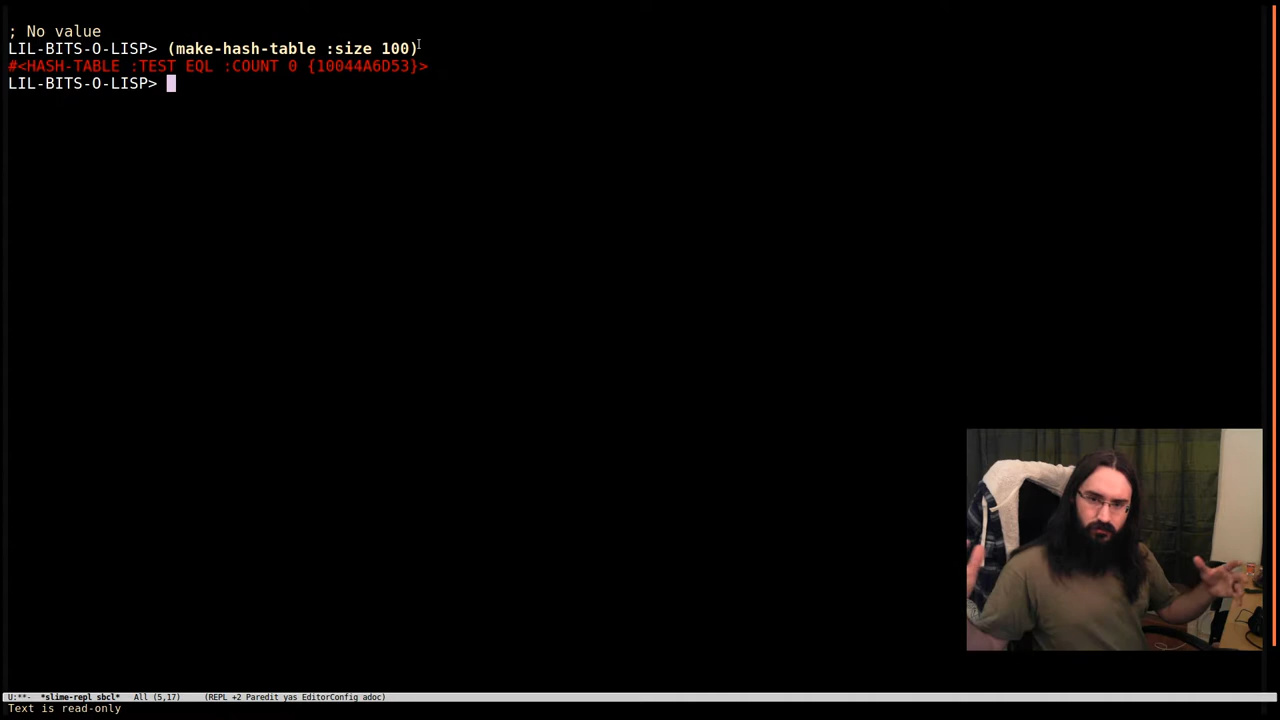 ; No value
LIL-BITS-O-LISP> (make-hash-table :size 100)
#<HASH-TABLE :TEST EQL :COUNT 0 {10044A6D53}>
LIL-BITS-O-LISP>
U:**-  *slime-repl sbcl*  All (5,17)  (REPL +2 Paredit yas EditorConfig adoc)
Text is read-only